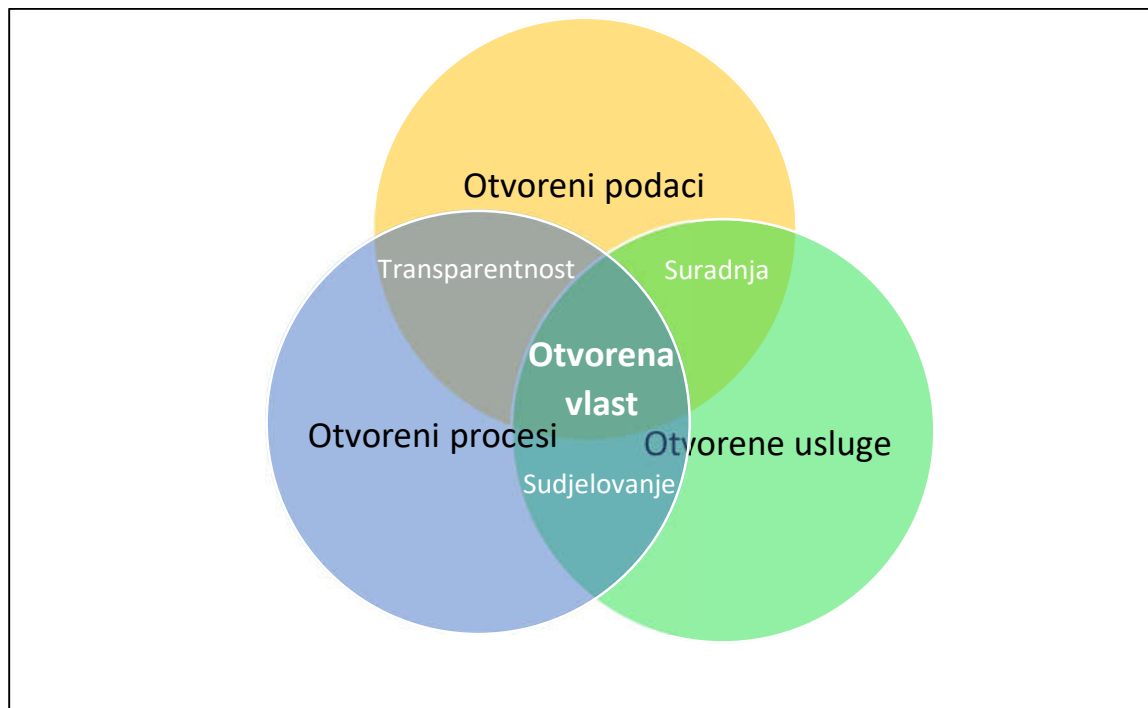 Otvoreni podaci
Transparentnost
Suradnja
Otvorena
vlast
Otvoreni procesi
Otvorene usluge
Sudjelovanje